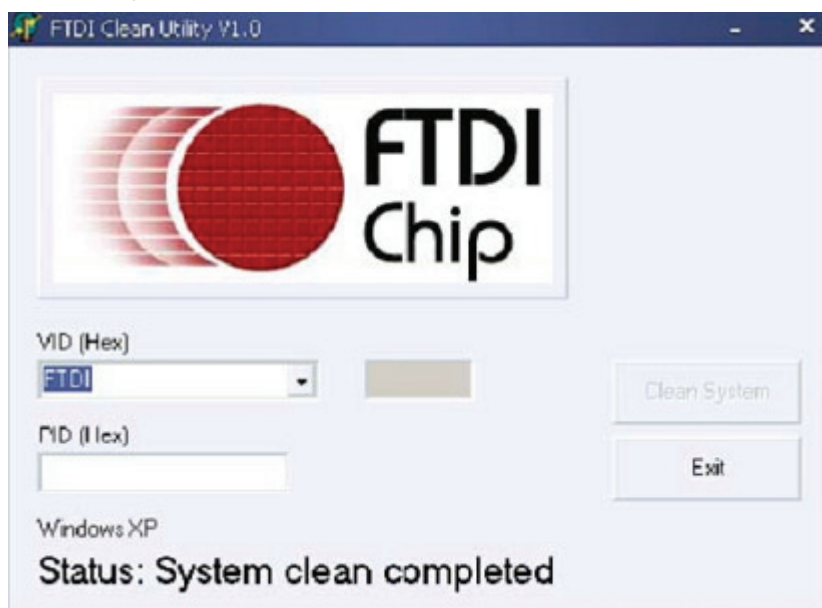 FTDI Clean Utility V1.0
FTDI
Chip
VID (Hex)
FTDI
Clean System
PID (Hex)
Exit
Windows XP
Status: System clean completed